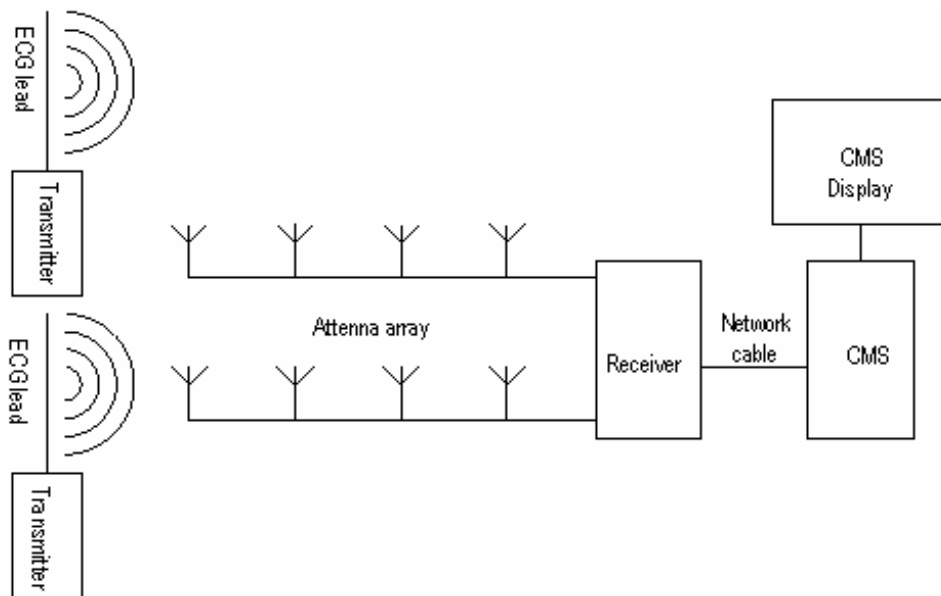 ECG lead
Transmitter
CMS
Display
Attenna array
Network
cable
Receiver
CMS
ECG lead
Transmitter